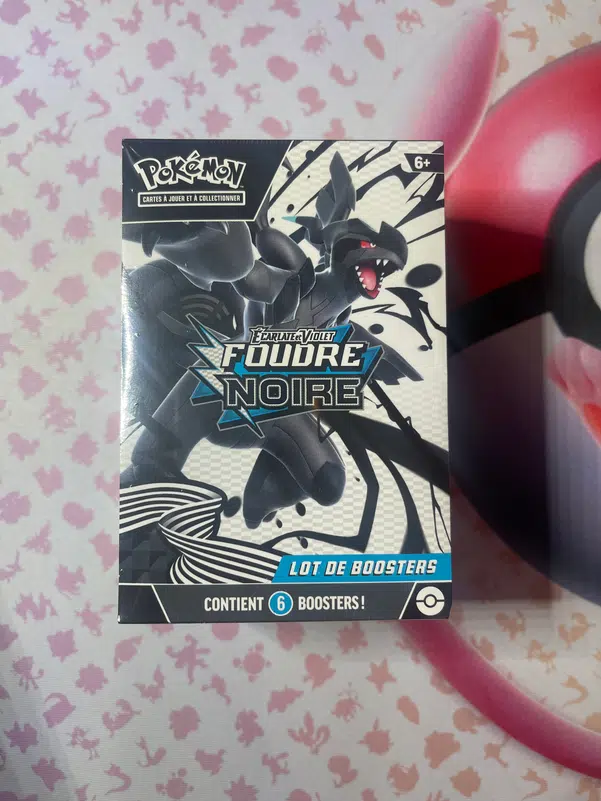 POKÉMON
CARTES À JOUER ET À COLLECTIONNER
6+
ÉCARLATE ET VIOLET
FOUDRE
NOIRE
LOT DE BOOSTERS
CONTIENT 6 BOOSTERS !